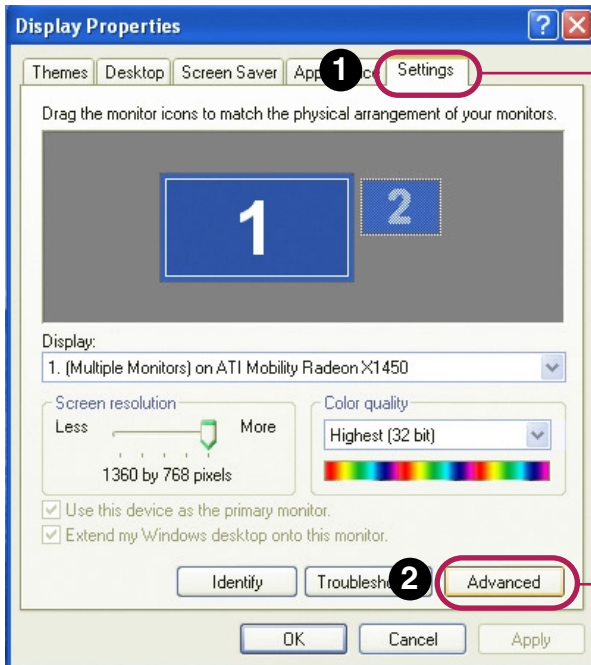 Display Properties
Themes Desktop Screen Saver Settings
1
Drag the monitor icons to match the physical arrangement of your monitors.
1 2
Display:
1. (Multiple Monitors) on ATI Mobility Radeon X1450
Screen resolution Color quality
Less More Highest (32 bit)
1360 by 768 pixels
Use this device as the primary monitor.
Extend my Windows desktop onto this monitor.
Identify 2 Advanced
OK Cancel Apply